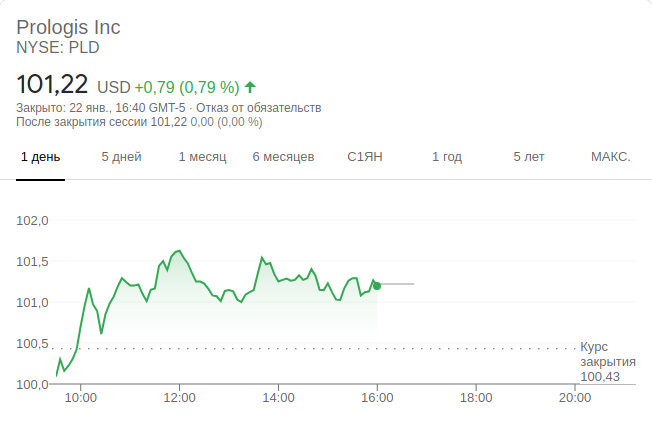 Prologis Inc
NYSE: PLD
101,22 USD +0,79 (0,79 %)
Закрыто: 22 янв., 16:40 GMT-5 · Отказ от обязательств
После закрытия сессии 101,22 0,00 (0,00 %)
1 день 5 дней 1 месяц 6 месяцев С1ЯН 1 год 5 лет МАКС.
102,0
101,5
101,0
100,5
100,0
Курс
закрытия
100,43
10:00 12:00 14:00 16:00 18:00 20:00